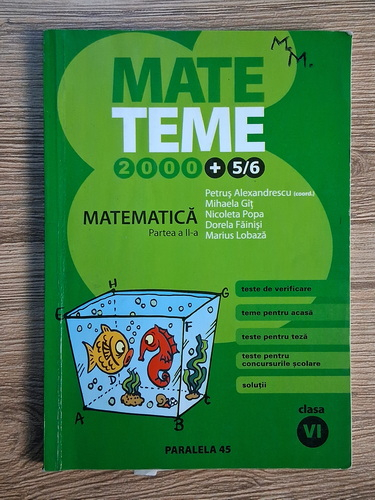 M.M.
MATE
TEME
2000 + 5/6
Petruş Alexandrescu (coord.)
Mihaela Gîţ
Nicoleta Popa
Dorela Făinişi
Marius Lobază
MATEMATICĂ
Partea a II-a
H
G
E
F
D
C
A
B
teste de verificare
teme pentru acasă
teste pentru teză
teste pentru
concursurile şcolare
soluţii
clasa
VI
PARALELA 45